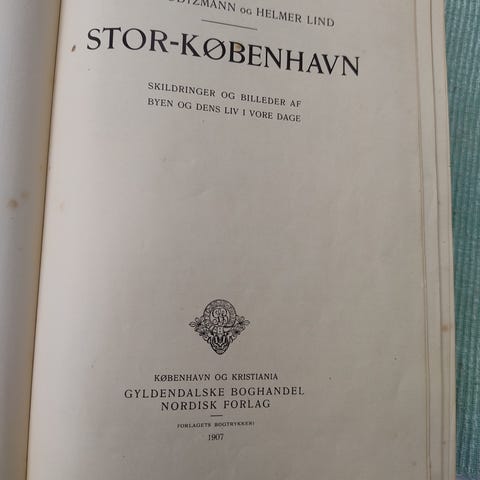 OG HELMER LIND
STOR-KØBENHAVN
SKILDRINGER OG BILLEDER AF
BYEN OG DENS LIV I VORE DAGE
KØBENHAVN OG KRISTIANIA
GYLDENDALSKE BOGHANDEL
NORDISK FORLAG
FORLAGETS BOGTRYKKERI
1907